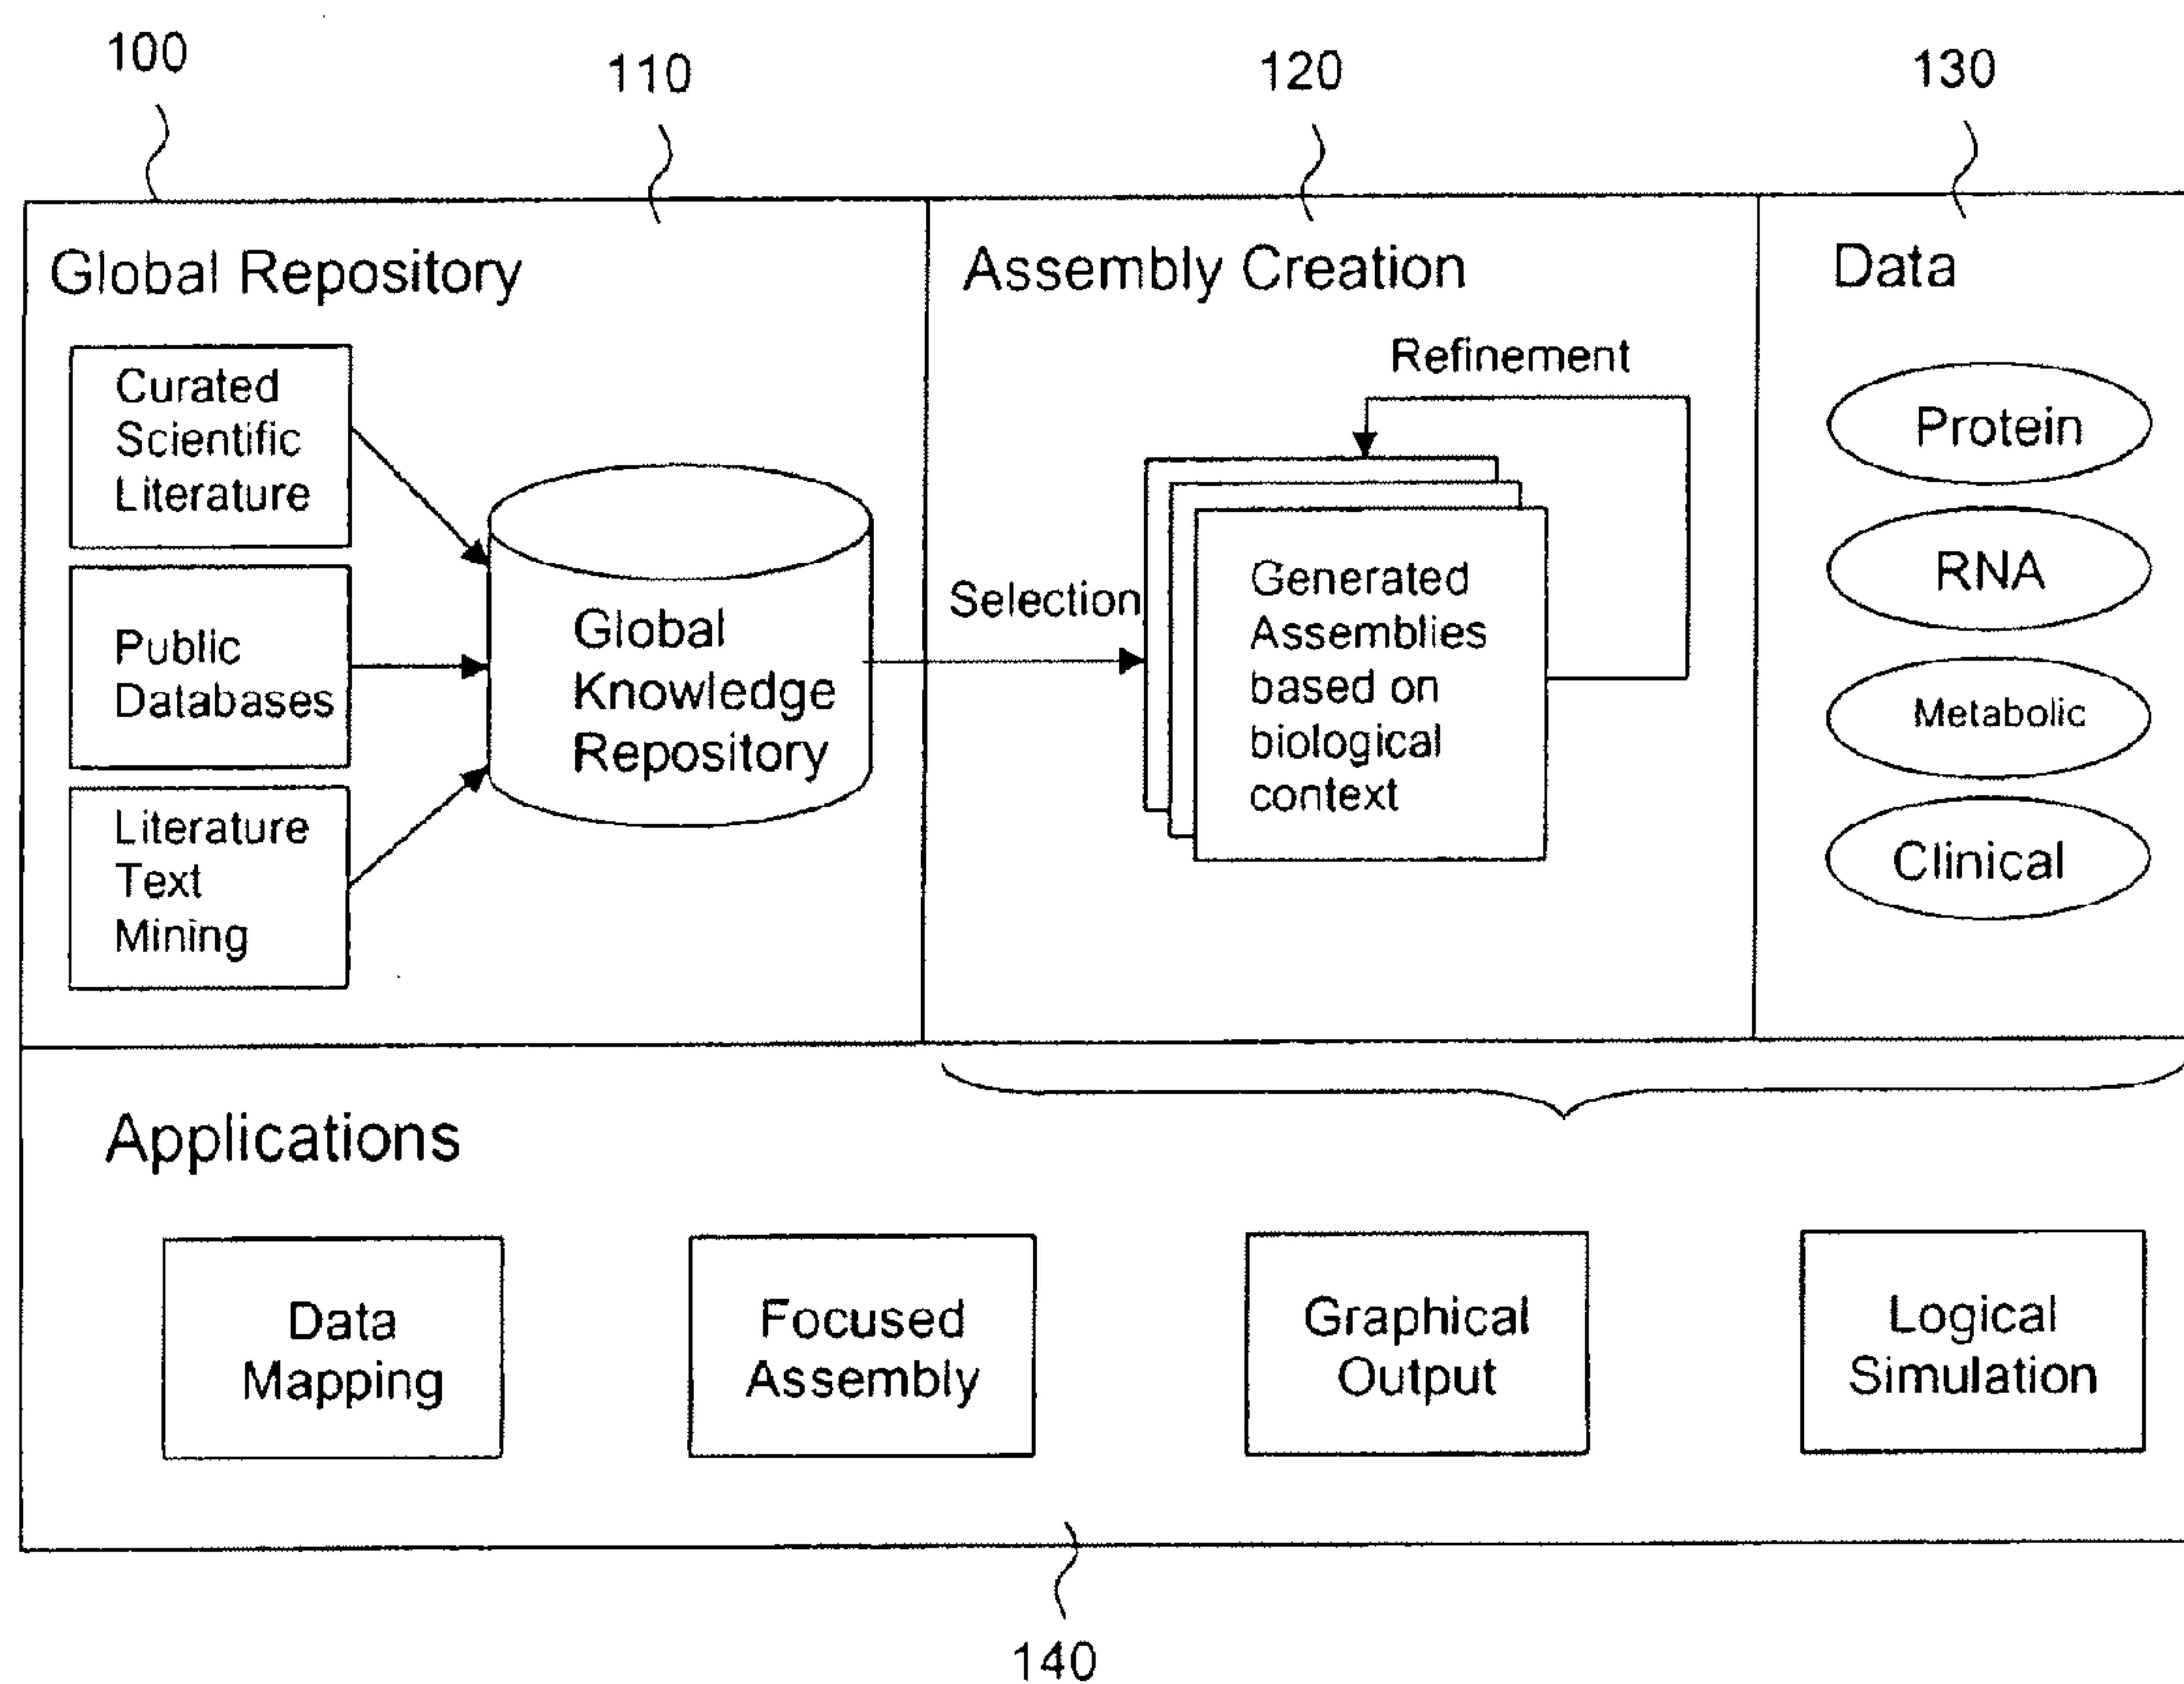 100
110
120
130
Global Repository
Curated
Scientific
Literature
Public
Databases
Literature
Text
Mining
Global
Knowledge
Repository
Assembly Creation
Refinement
Selection
Generated
Assemblies
based on
biological
context
Data
Protein
RNA
Metabolic
Clinical
Applications
Data
Mapping
Focused
Assembly
Graphical
Output
Logical
Simulation
140